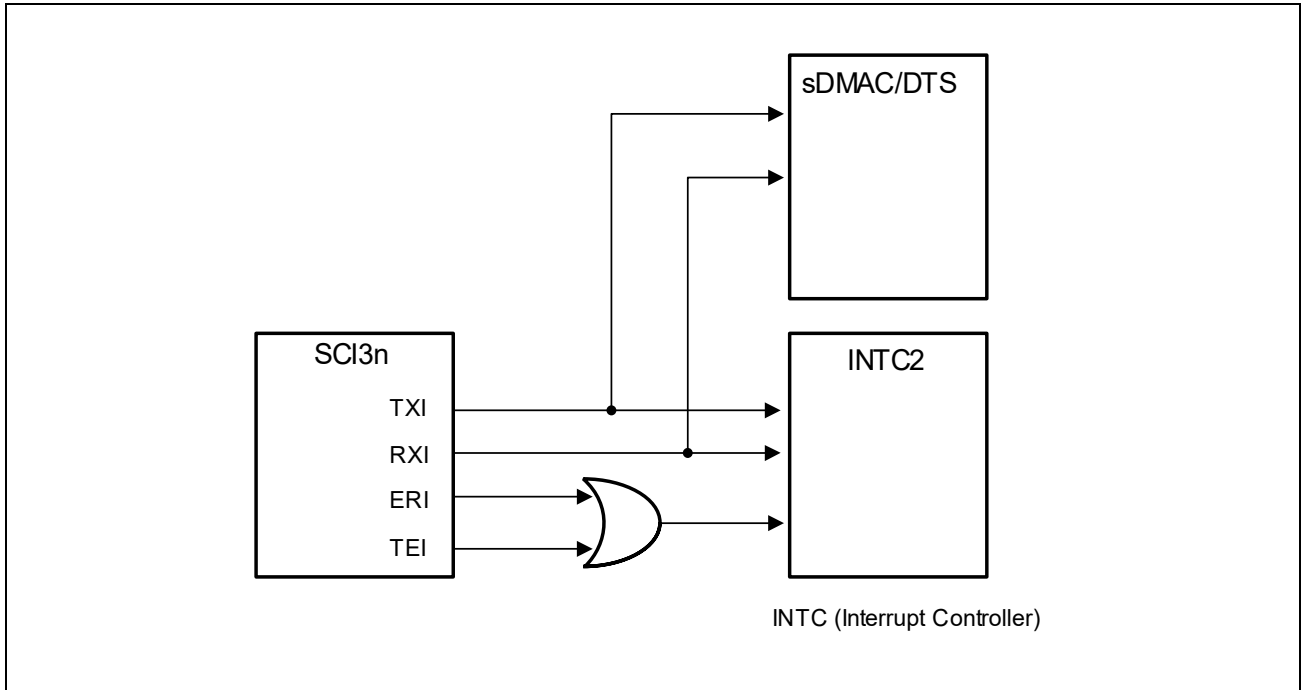 sDMAC/DTS
SCI3n
INTC2
TXI
RXI
ERI
TEI
INTC (Interrupt Controller)